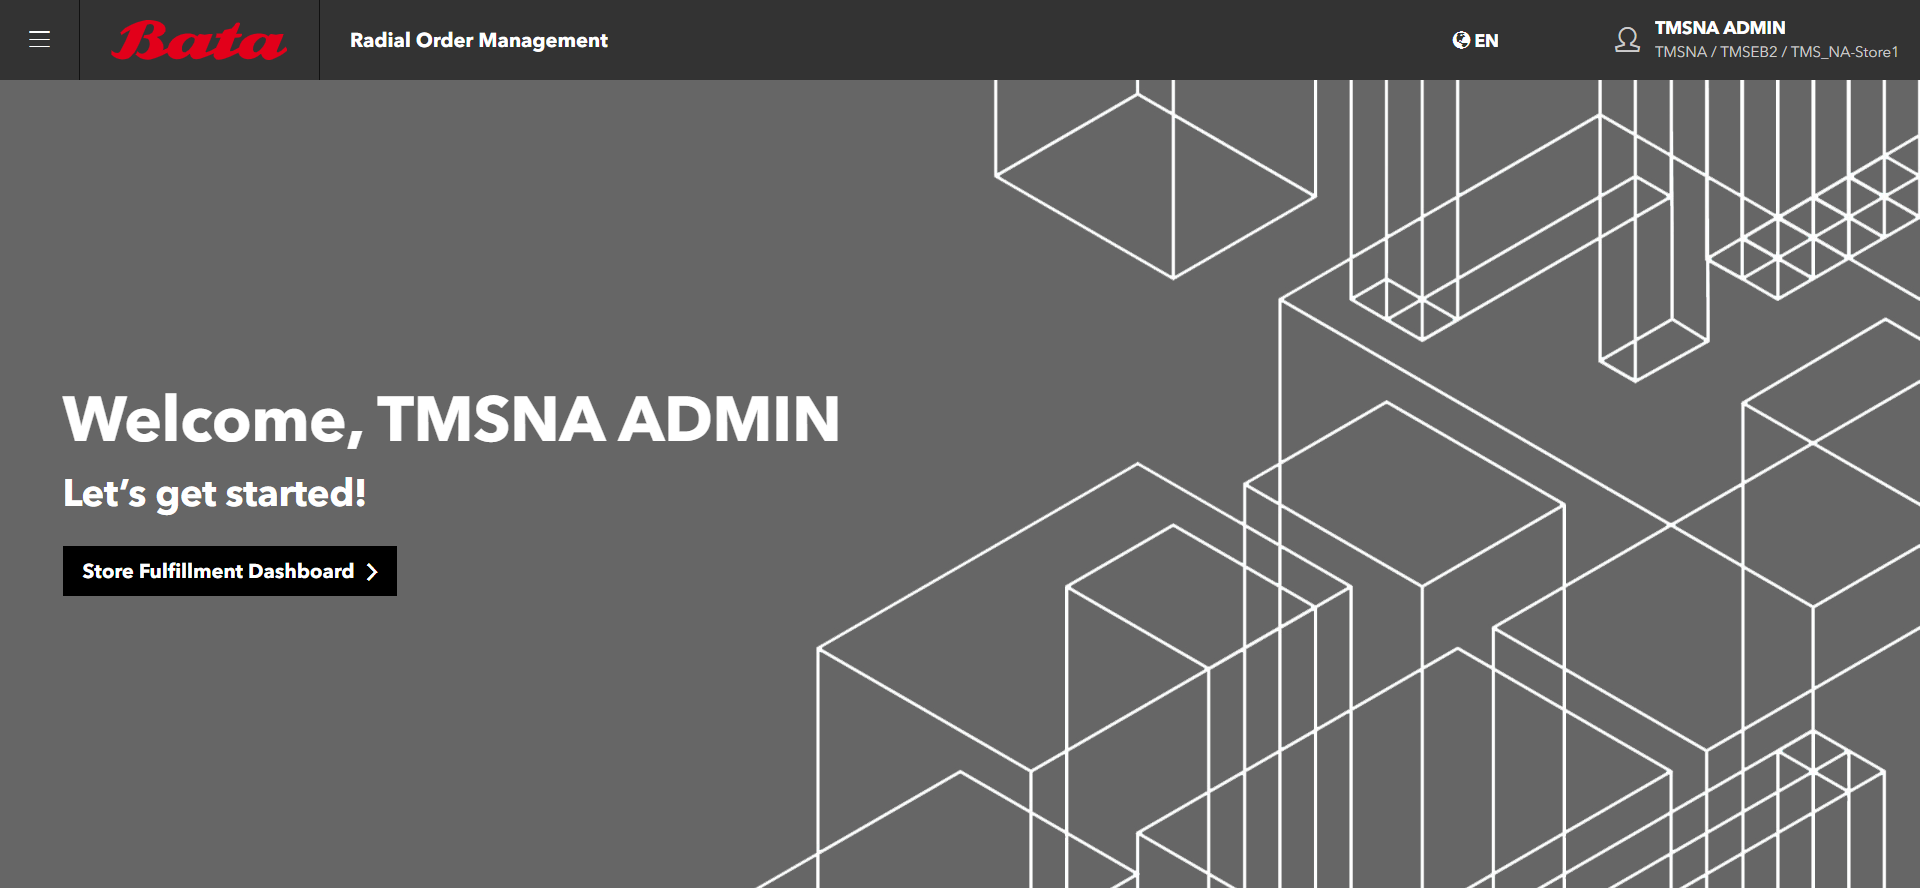 Bata
Radial Order Management
EN
TMSNA ADMIN
TMSNA / TMSEB2 / TMS_NA-Store1
Welcome, TMSNA ADMIN
Let’s get started!
Store Fulfillment Dashboard